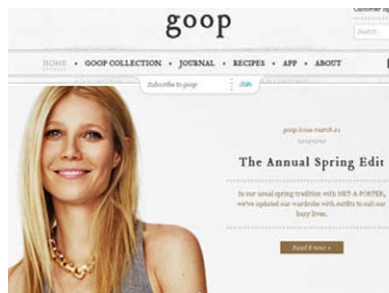 goop
Search
HOME • GOOP COLLECTION • JOURNAL • RECIPES • APP • ABOUT
Subscribe to goop Join
goop issue march 21
The Annual Spring Edit
In our usual spring tradition with NET-A-PORTER,
we've updated our wardrobe with outfits to suit our
busy lives.
Read it now »